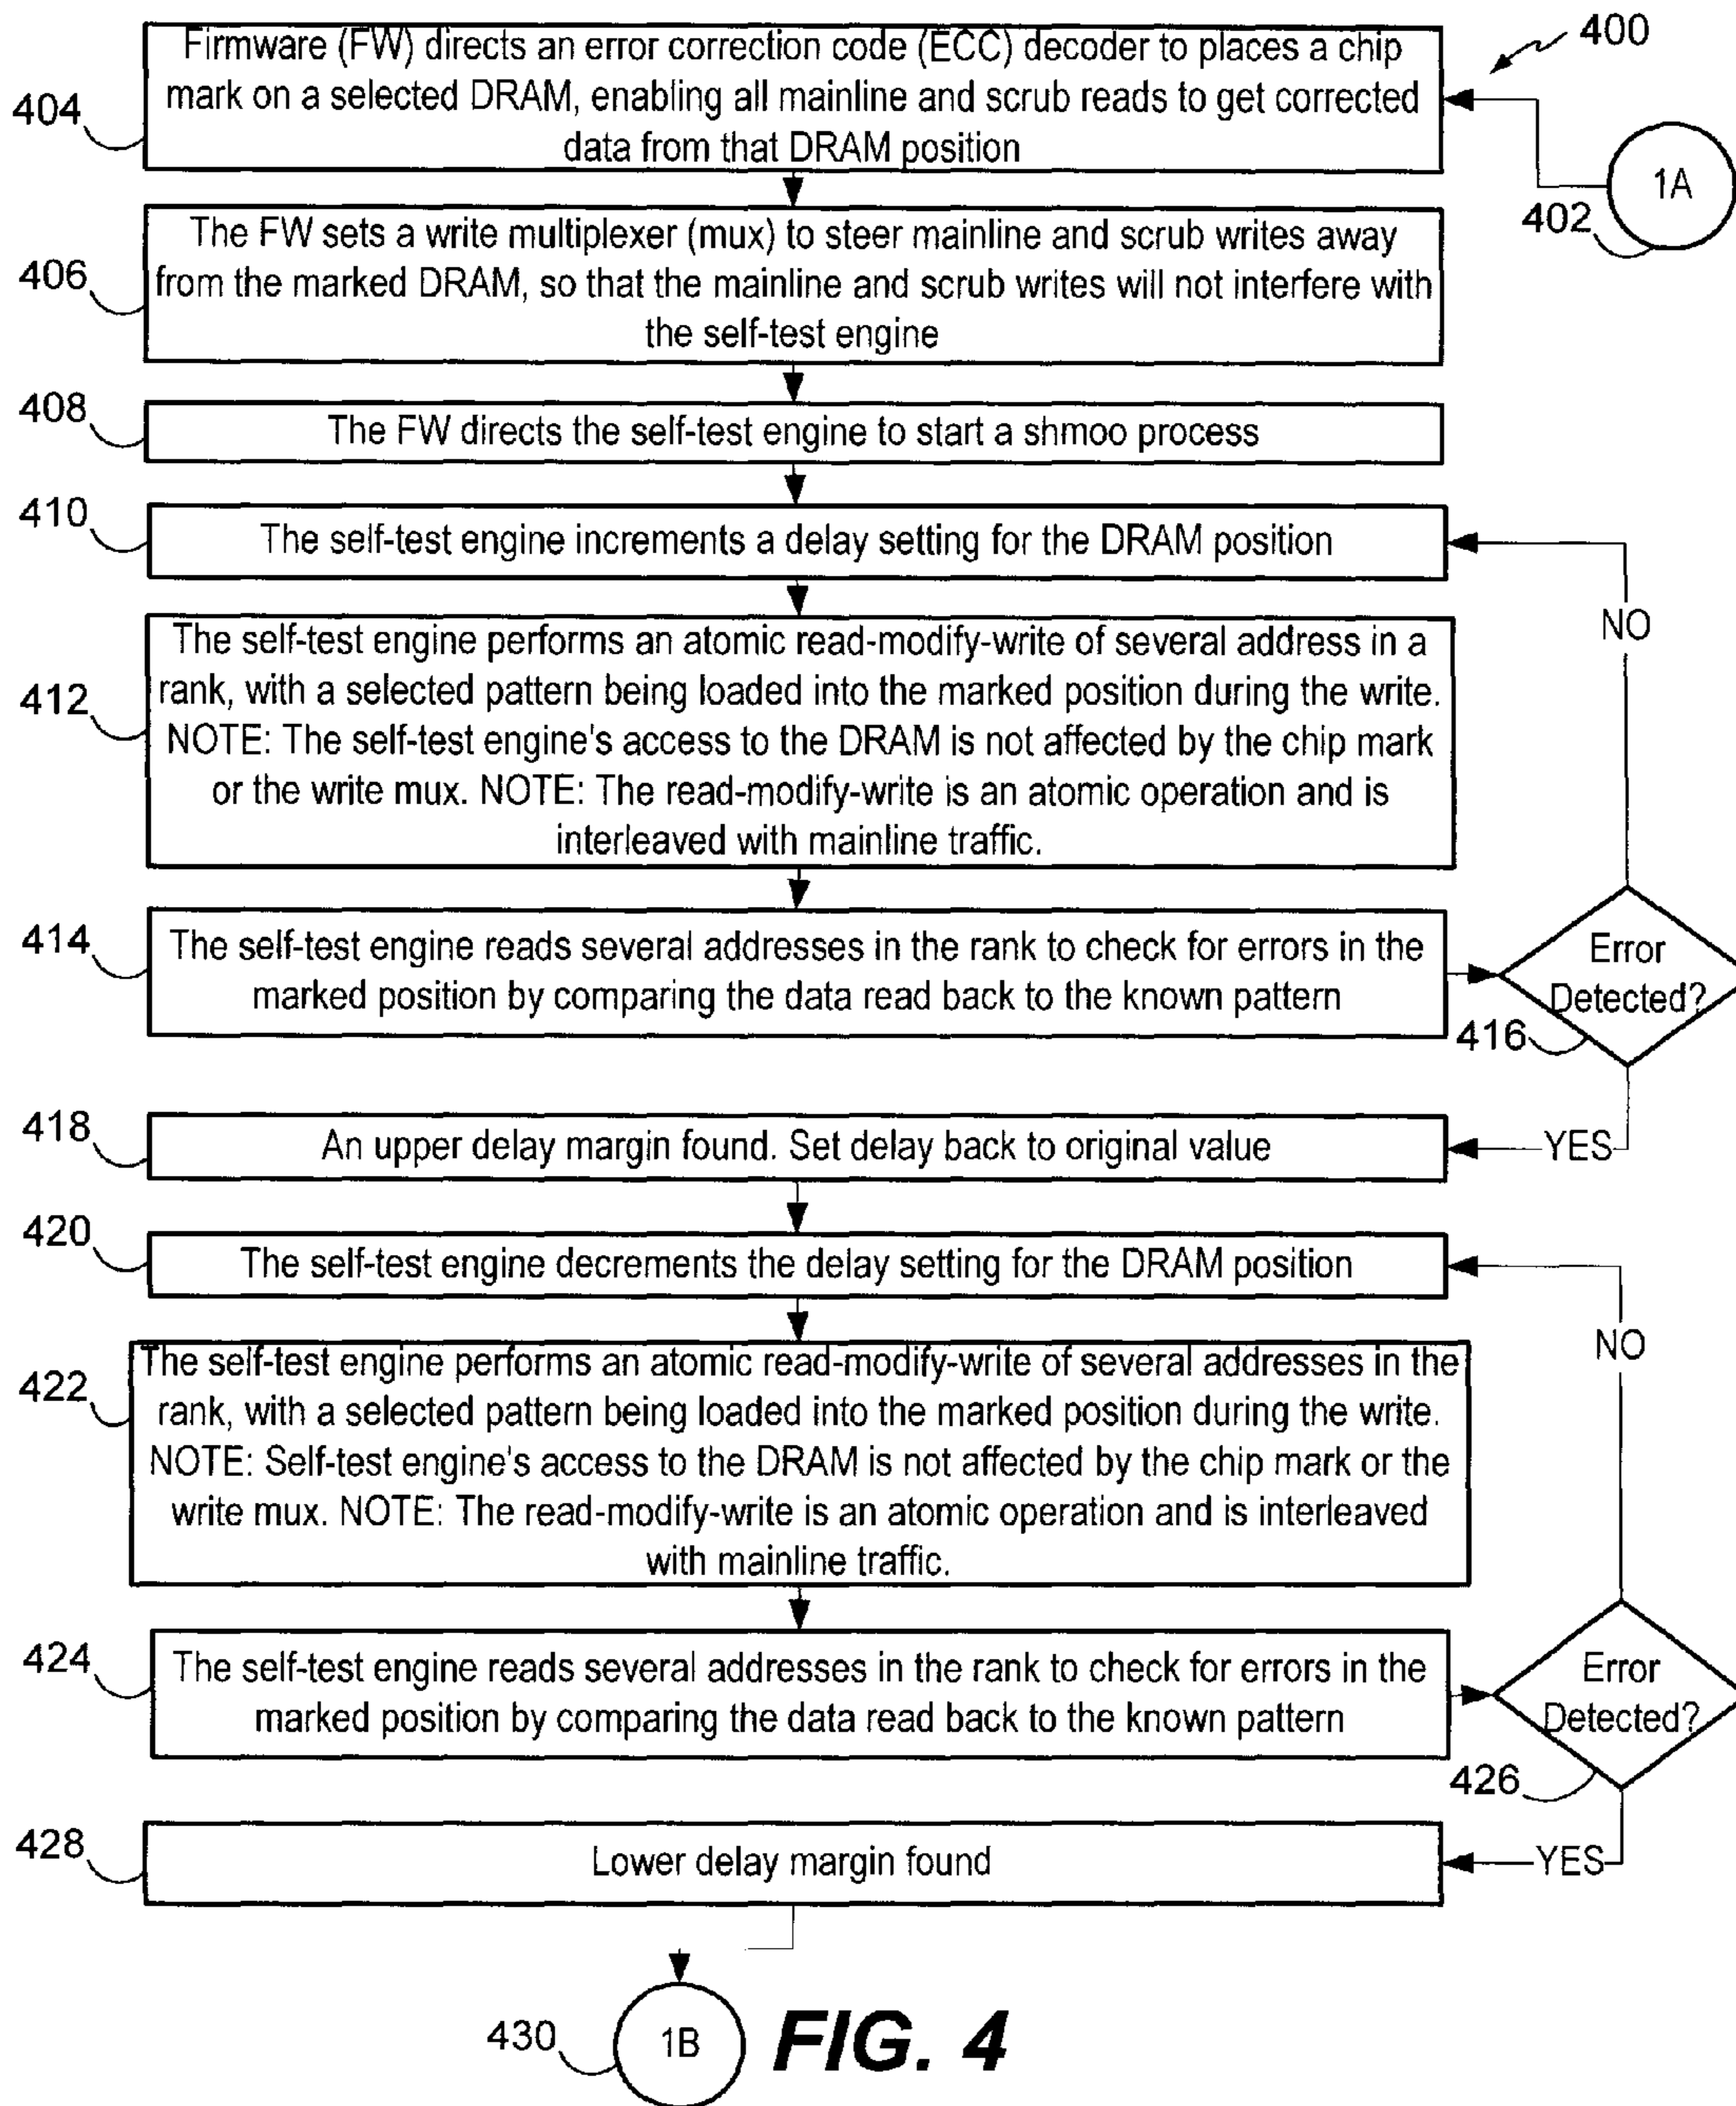 400
404
Firmware (FW) directs an error correction code (ECC) decoder to places a chip
mark on a selected DRAM, enabling all mainline and scrub reads to get corrected
data from that DRAM position
1A
402
406
The FW sets a write multiplexer (mux) to steer mainline and scrub writes away
from the marked DRAM, so that the mainline and scrub writes will not interfere with
the self-test engine
408
The FW directs the self-test engine to start a shmoo process
410
The self-test engine increments a delay setting for the DRAM position
NO
412
The self-test engine performs an atomic read-modify-write of several address in a
rank, with a selected pattern being loaded into the marked position during the write.
NOTE: The self-test engine's access to the DRAM is not affected by the chip mark
or the write mux. NOTE: The read-modify-write is an atomic operation and is
interleaved with mainline traffic.
414
The self-test engine reads several addresses in the rank to check for errors in the
marked position by comparing the data read back to the known pattern
Error
Detected?
416
418
An upper delay margin found. Set delay back to original value
YES
420
The self-test engine decrements the delay setting for the DRAM position
NO
422
The self-test engine performs an atomic read-modify-write of several addresses in the
rank, with a selected pattern being loaded into the marked position during the write.
NOTE: Self-test engine's access to the DRAM is not affected by the chip mark or the
write mux. NOTE: The read-modify-write is an atomic operation and is interleaved
with mainline traffic.
424
The self-test engine reads several addresses in the rank to check for errors in the
marked position by comparing the data read back to the known pattern
Error
Detected?
426
428
Lower delay margin found
YES
430
1B
FIG. 4